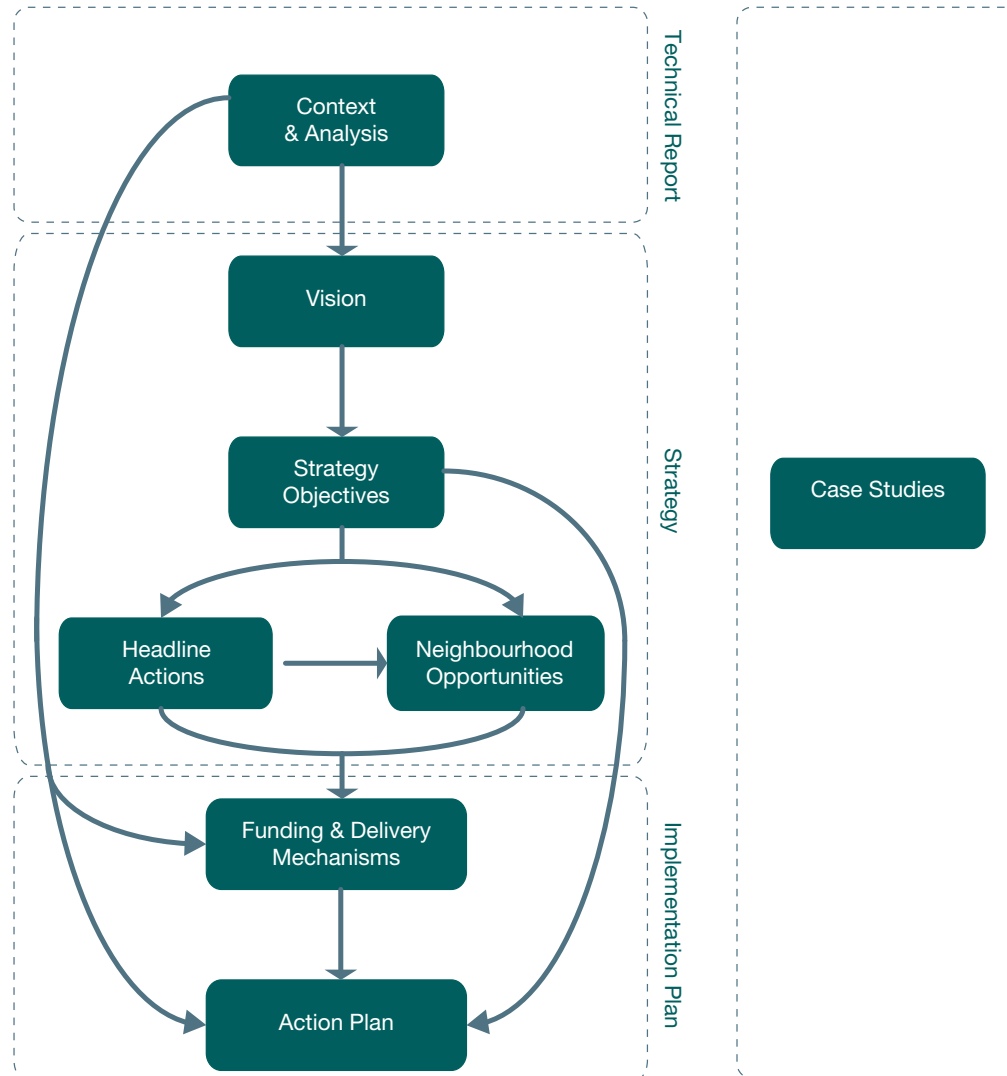 Context
& Analysis
Technical Report
Vision
Strategy
Objectives
Strategy
Case Studies
Headline
Actions
Neighbourhood
Opportunities
Funding & Delivery
Mechanisms
Implementation Plan
Action Plan